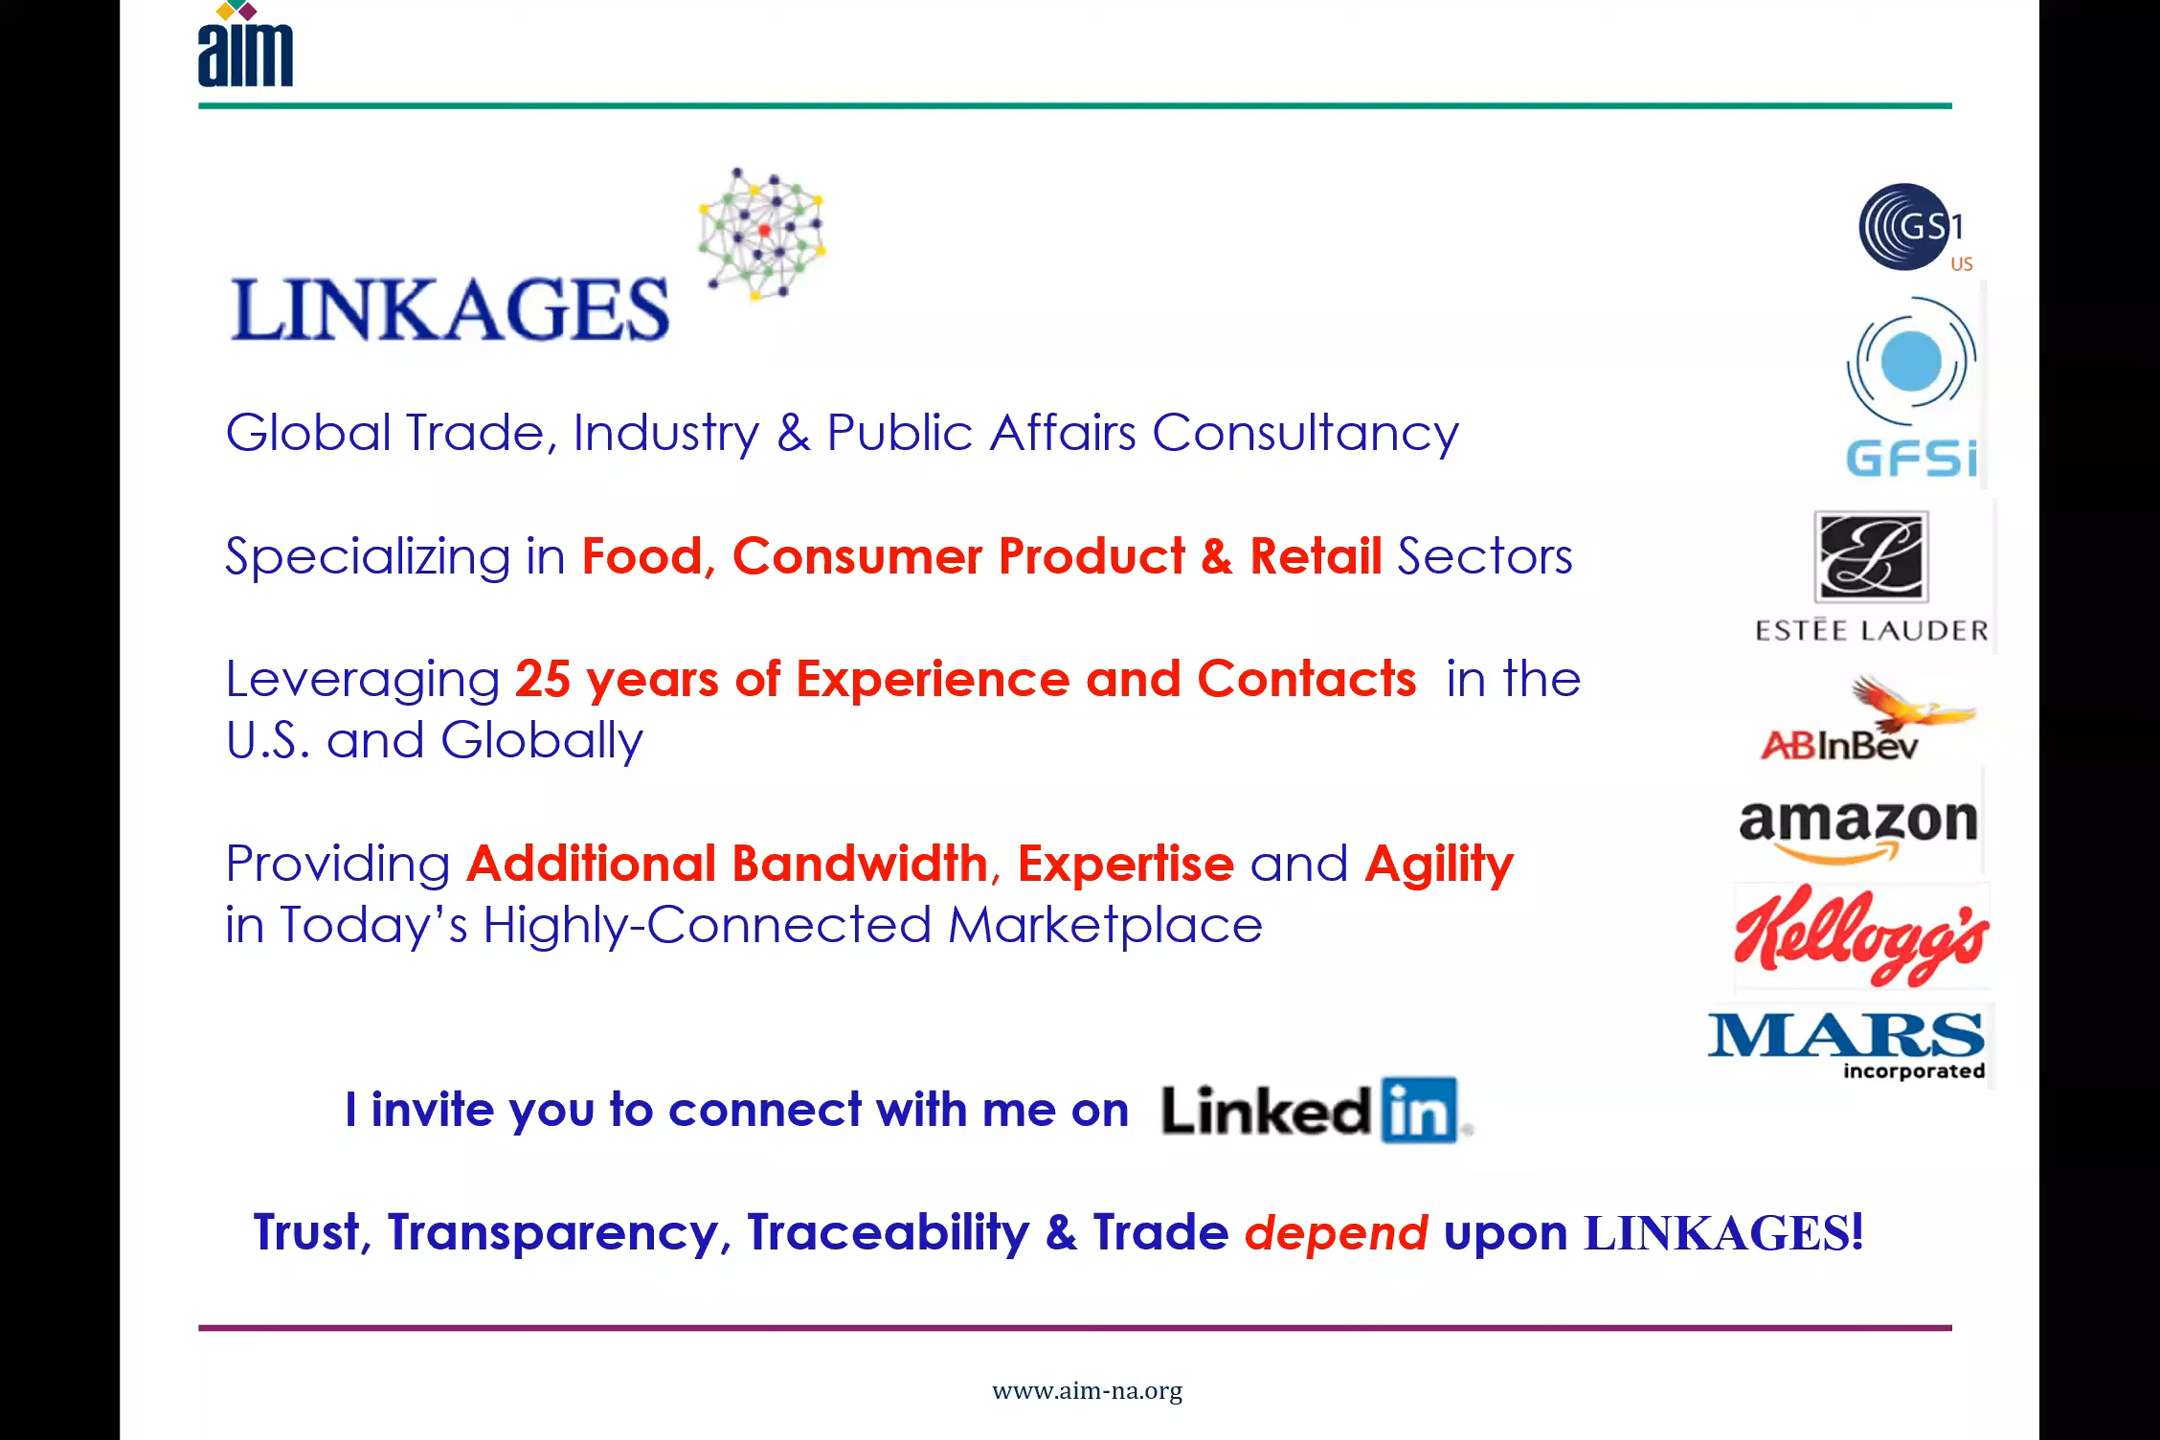 aim
LINKAGES
Global Trade, Industry & Public Affairs Consultancy
Specializing in Food, Consumer Product & Retail Sectors
Leveraging 25 years of Experience and Contacts in the
U.S. and Globally
Providing Additional Bandwidth, Expertise and Agility
in Today’s Highly-Connected Marketplace
I invite you to connect with me on LinkedIn
Trust, Transparency, Traceability & Trade depend upon LINKAGES!
GS1
US
GFSi
EL
ESTĒE LAUDER
ABInBev
amazon
Kellogg's
MARS
incorporated
www.aim-na.org